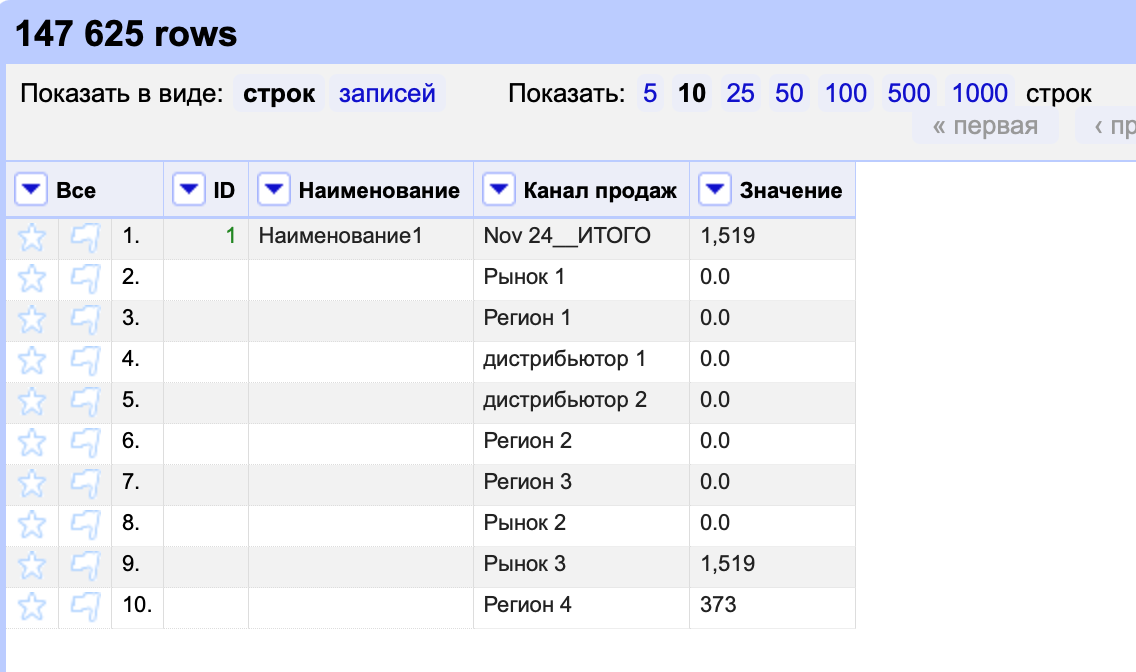 147 625 rows
Показать в виде: строк записей Показать: 5 10 25 50 100 500 1000 строк
« первая ‹ пр
Все ID Наименование Канал продаж Значение
1. 1 Наименование1 Nov 24__ИТОГО 1,519
2. Рынок 1 0.0
3. Регион 1 0.0
4. дистрибьютор 1 0.0
5. дистрибьютор 2 0.0
6. Регион 2 0.0
7. Регион 3 0.0
8. Рынок 2 0.0
9. Рынок 3 1,519
10. Регион 4 373